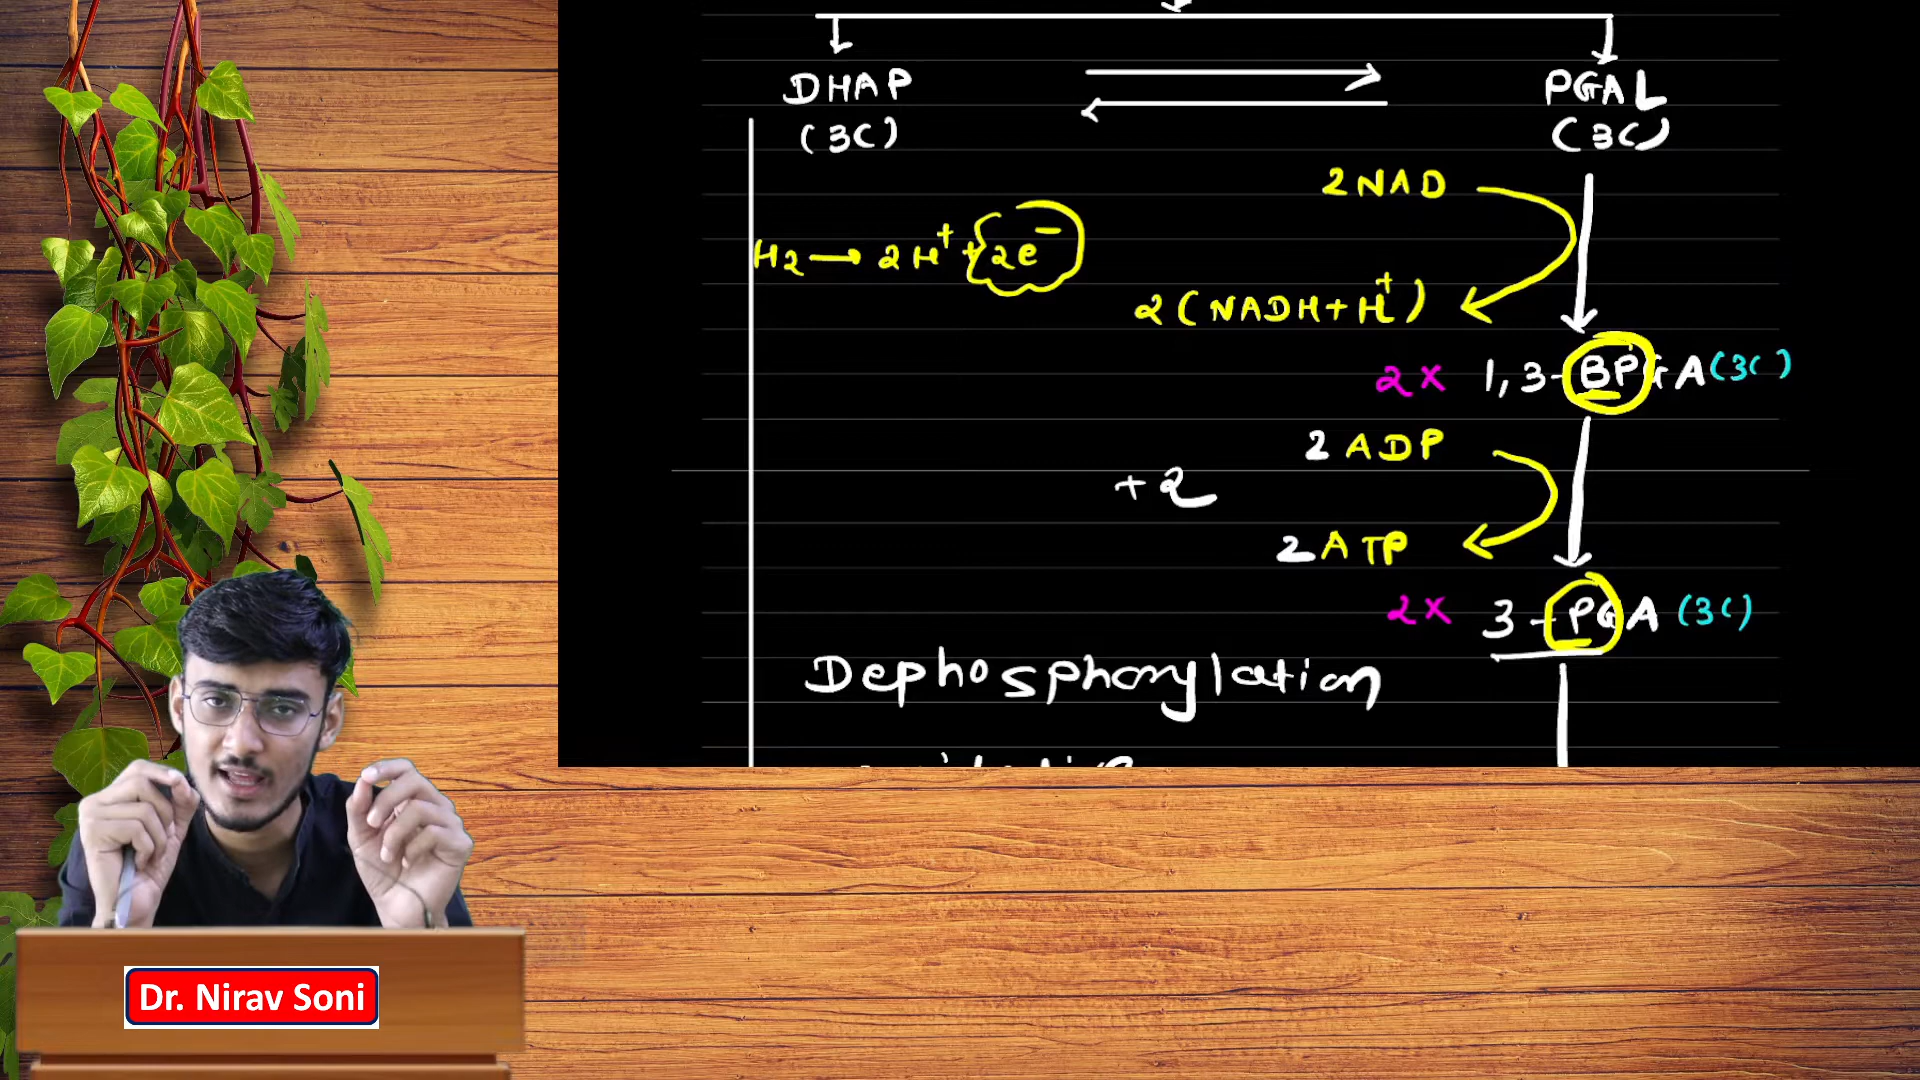 DHAP
PGAL
(3C)
(3C)
2NAD
H2 → 2H+ + 2e−
2(NADH+H+)
2x 1,3-BPGA(3C)
2 ADP
+2
2ATP
2x 3-PGA (3C)
Dephosphorylation
Dr. Nirav Soni